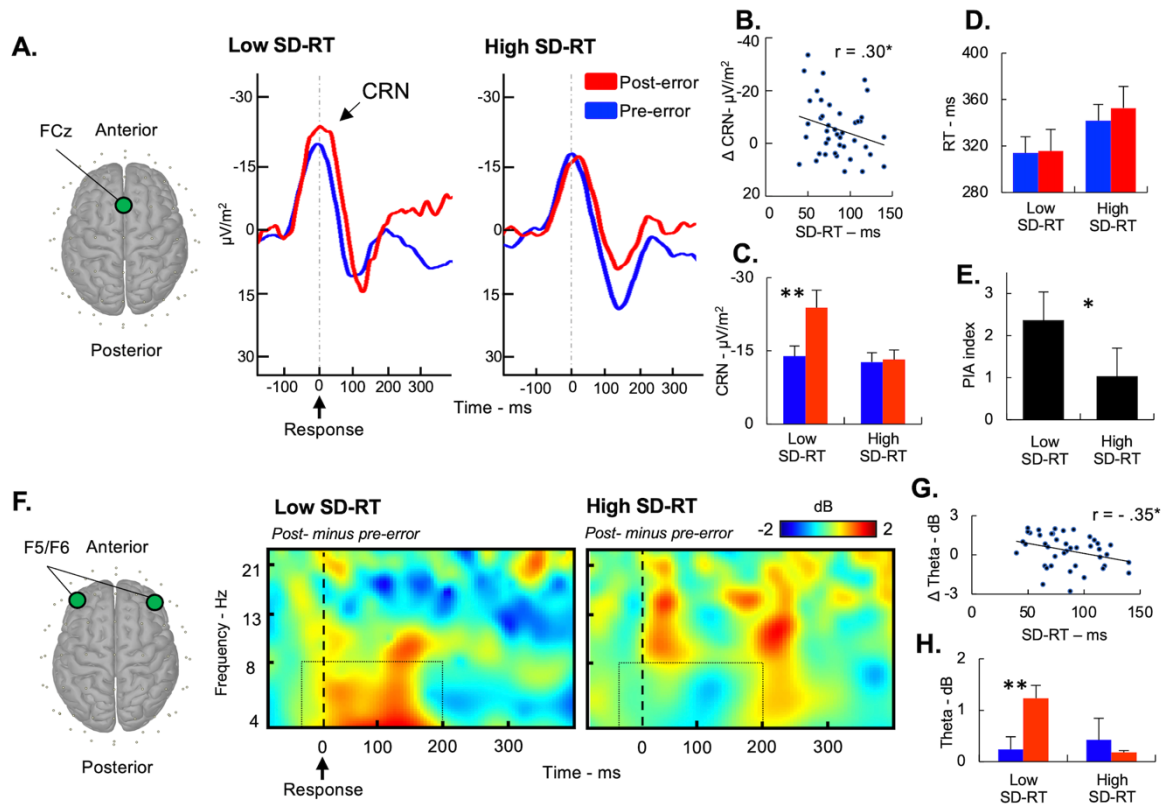 A.
FCz
Anterior
Posterior
Low SD-RT
High SD-RT
CRN
Post-error
Pre-error
µV/m²
-30
-15
0
15
30
-100
0
100
200
300
-100
0
100
200
300
Time - ms
Response
B.
r = .30*
Δ CRN- µV/m²
-40
-20
0
20
0
50
100
150
SD-RT – ms
C.
CRN - µV/m²
-30
-15
0
**
Low
SD-RT
High
SD-RT
D.
RT - ms
400
360
320
280
Low
SD-RT
High
SD-RT
E.
PIA index
3
2
1
0
*
Low
SD-RT
High
SD-RT
F.
F5/F6
Anterior
Posterior
Low SD-RT
Post- minus pre-error
High SD-RT
Post- minus pre-error
dB
-2
2
Frequency - Hz
21
13
8
4
0
100
200
300
0
100
200
300
Time - ms
Response
G.
r = - .35*
Δ Theta - dB
3
0
-3
0
50
100
150
SD-RT – ms
H.
Theta - dB
2
1
0
**
Low
SD-RT
High
SD-RT